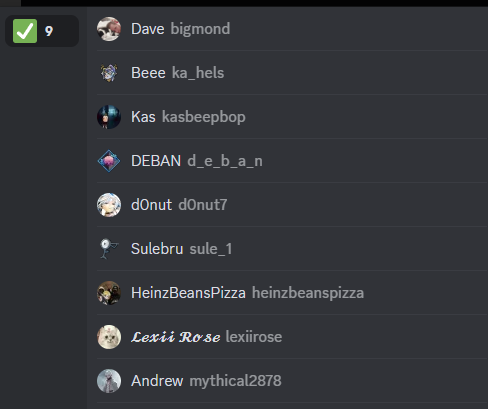 9
Dave bigmond
Beee ka_hels
Kas kasbeepbop
DEBAN d_e_b_a_n
d0nut d0nut7
Sulebru sule_1
HeinzBeansPizza heinzbeanspizza
𝓛𝓮𝔁𝓲𝓲 𝓡𝓸𝓼𝓮 lexiirose
Andrew mythical2878